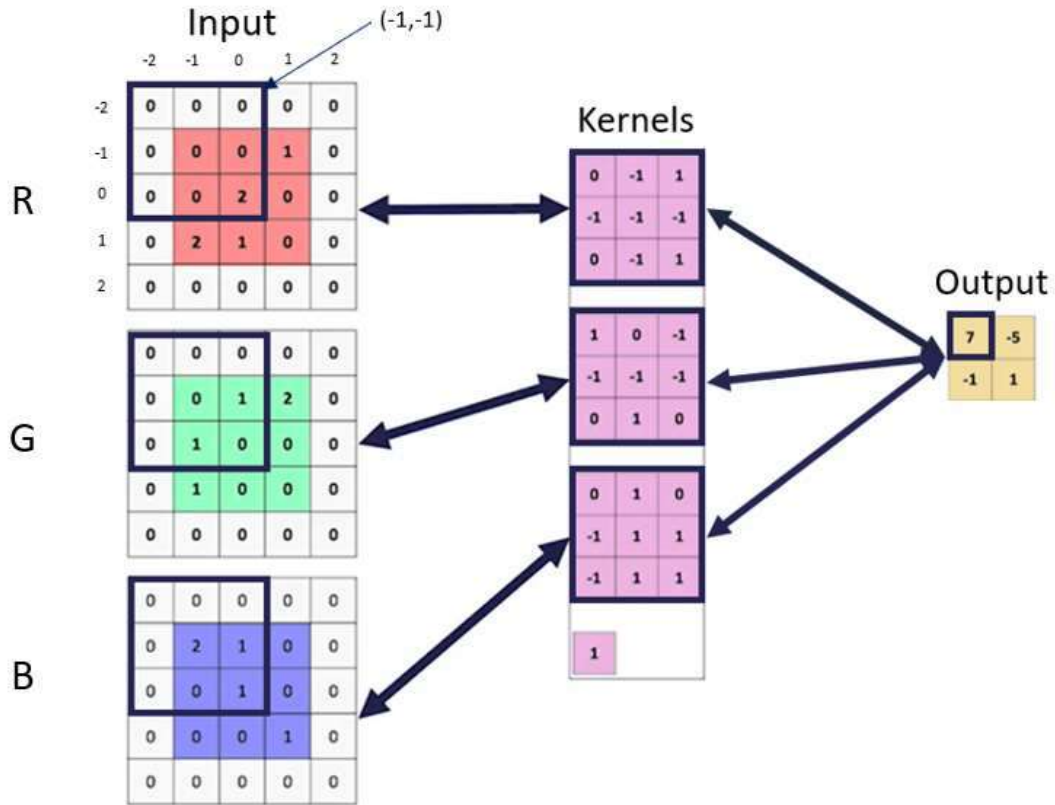 Input
(-1,-1)
-2 -1 0 1 2
-2 0 0 0 0 0
-1 0 0 0 1 0
0 0 0 2 0 0
1 0 2 1 0 0
2 0 0 0 0 0
R
0 0 0 0 0
0 0 1 2 0
0 1 0 0 0
0 1 0 0 0
0 0 0 0 0
G
0 0 0 0 0
0 2 1 0 0
0 0 1 0 0
0 0 0 1 0
0 0 0 0 0
B
Kernels
0 -1 1
-1 -1 -1
0 -1 1
1 0 -1
-1 -1 -1
0 1 0
0 1 0
-1 1 1
-1 1 1
1
Output
7 -5
-1 1